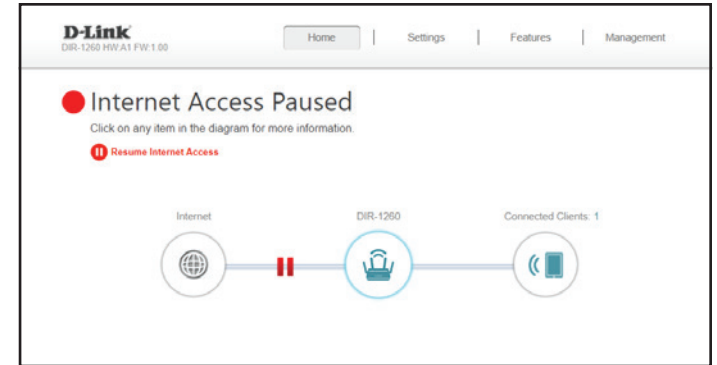 D-Link
DIR-1260 HW:A1 FW:1.00
Home | Settings | Features | Management
Internet Access Paused
Click on any item in the diagram for more information.
Resume Internet Access
Internet
DIR-1260
Connected Clients: 1